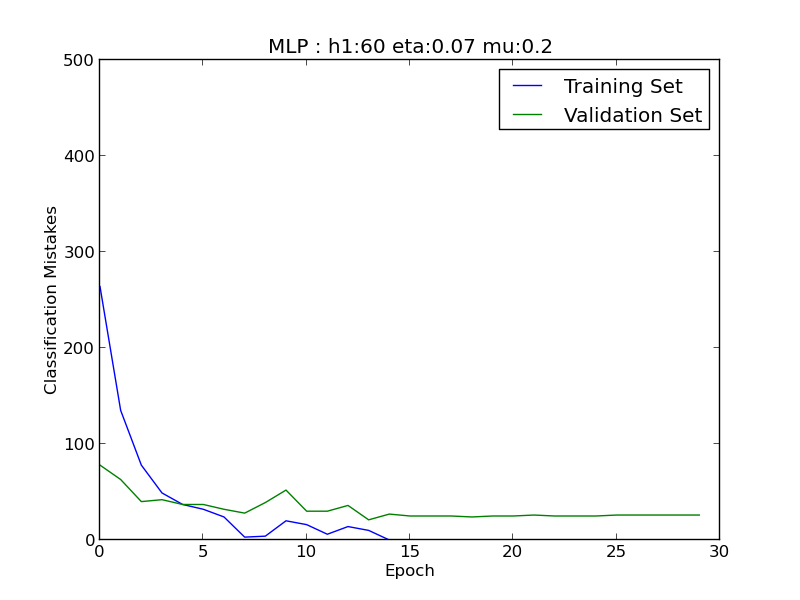 MLP : h1:60 eta:0.07 mu:0.2
500
Training Set
Validation Set
400
300
Classification Mistakes
200
100
0
0 5 10 15 20 25 30
Epoch